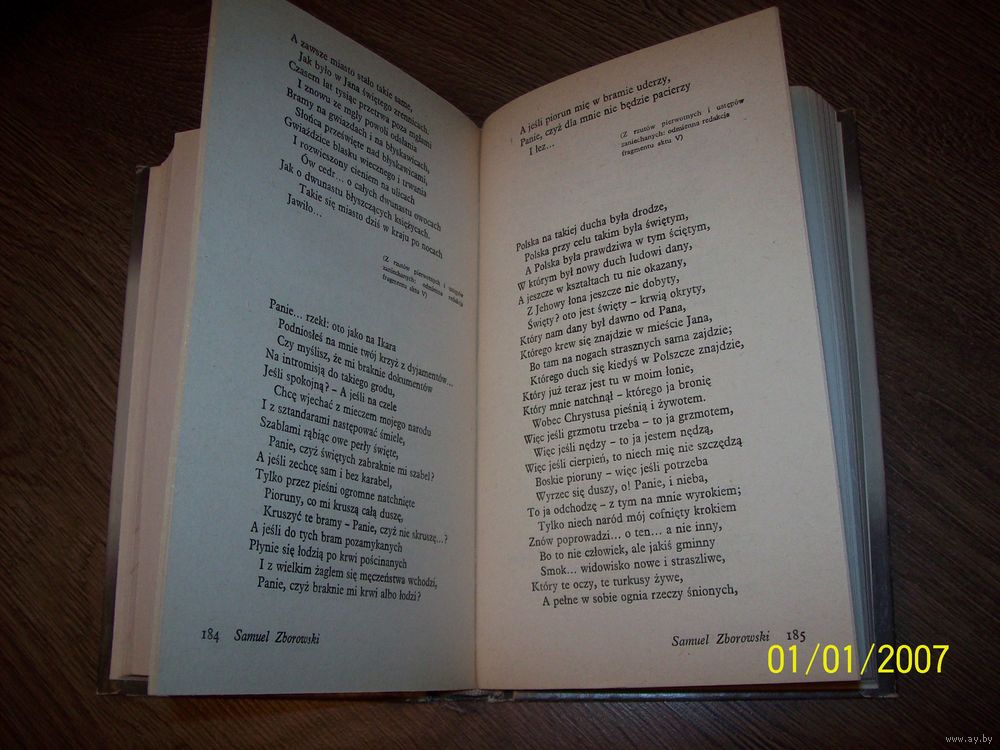 A zawsze miasto stało takie same,
Jak było w Jana świętego źrennicach.
Czasem lat tysiąc przetrwa poza mgłami
I znowu ze mgły powoli odsłania
Bramy na gwiazdach i na błyskawicach,
Słońca prześwięte nad błyskawicami,
Gwiaździce blasku wiecznego i rwania
I rozwieszony cieniem na ulicach
Ów cedr... o całych dwunastu owocach
Jak o dwunastu błyszczących księżycach.
Takie się miasto dziś w kraju po nocach
Jawiło...
(Z rzutów pierwotnych i ustępów
zaniechanych: odmienna redakcja
fragmentu aktu V)
Panie... rzekł: oto jako na Ikara
Podniosłeś na mnie twój krzyż z dyjamentów...
Czy myślisz, że mi braknie dokumentów
Na intromisją do takiego grodu,
Jeśli spokojną? – A jeśli na czele
Chcę wjechać z mieczem mojego narodu
I z sztandarami następować śmiele,
Szablami rąbiąc owe perły święte,
Panie, czyż świętych zabraknie mi szabel?
A jeśli zechcę sam i bez karabel,
Tylko przez pieśni ogromne natchnięte
Pioruny, co mi kruszą całą duszę,
Kruszyć te bramy – Panie, czyż nie skruszę...?
A jeśli do tych bram pozamykanych
Płynie się łodzią po krwi pościnanych
I z wielkim żaglem się męczeństwa wchodzi,
Panie, czyż braknie mi krwi albo łodzi?
184 Samuel Zborowski
A jeśli piorun mię w bramie uderzy,
Panie, czyż dla mnie nie będzie pacierzy
I łez...
(Z rzutów pierwotnych i ustępów
zaniechanych: odmienna redakcja
fragmentu aktu V)
Polska na takiej ducha była drodze,
Polska przy celu takim była świętym,
A Polska była prawdziwa w tym ściętym,
W którym był nowy duch ludowi dany,
A jeszcze w kształtach tu nie okazany,
Z Jehowy łona jeszcze nie dobyty,
Święty? oto jest święty – krwią okryty,
Który nam dany był dawno od Pana,
Którego krew się znajdzie w mieście Jana,
Bo tam na nogach strasznych sama zajdzie;
Którego duch się kiedyś w Polszcze znajdzie,
Który już teraz jest tu w moim łonie,
Który mnie natchnął – którego ja bronię
Wobec Chrystusa pieśnią i żywotem.
Więc jeśli grzmotu trzeba – to ja grzmotem,
Więc jeśli nędzy – to ja jestem nędzą,
Więc jeśli cierpień, to niech mię nie szczędzą
Boskie pioruny – więc jeśli potrzeba
Wyrzec się duszy, o! Panie, i nieba,
To ja odchodzę – z tym na mnie wyrokiem;
Tylko niech naród mój cofnięty krokiem
Znów poprowadzi... o ten... a nie inny,
Bo to nie człowiek, ale jakiś gminny
Smok... widowisko nowe i straszliwe,
Który te oczy, te turkusy żywe,
A pełne w sobie ognia rzeczy śnionych,
Samuel Zborowski 185
01/01/2007
www.ay.by